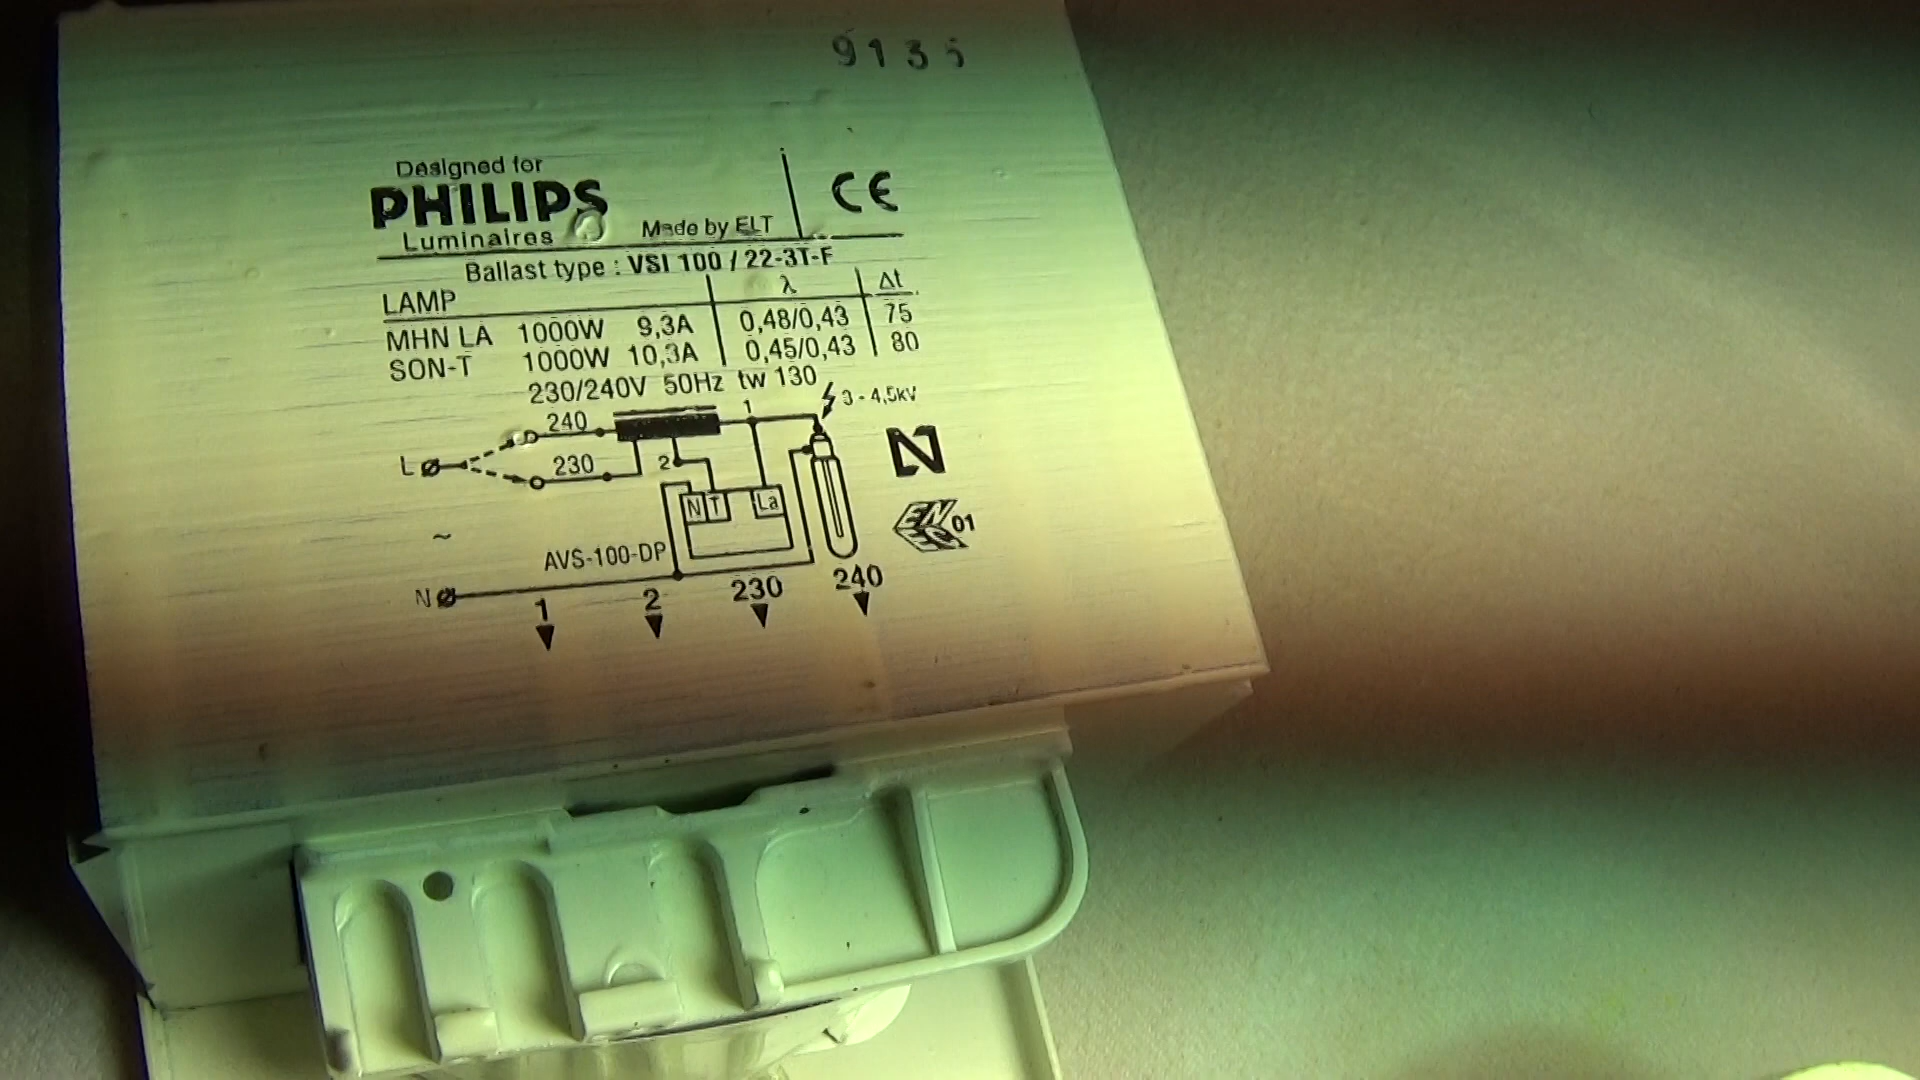 Designed for
PHILIPS
Luminaires
Made by ELT
CE
Ballast type : VSI 100 / 22-3T-F
LAMP λ Δt
MHN LA 1000W 9,3A 0,48/0,43 75
SON-T 1000W 10,3A 0,45/0,43 80
230/240V 50Hz tw 130
3 - 4,5kV
240 1
L 230 2
N T La
~
AVS-100-DP
EN EC 01
N
1 2 230 240